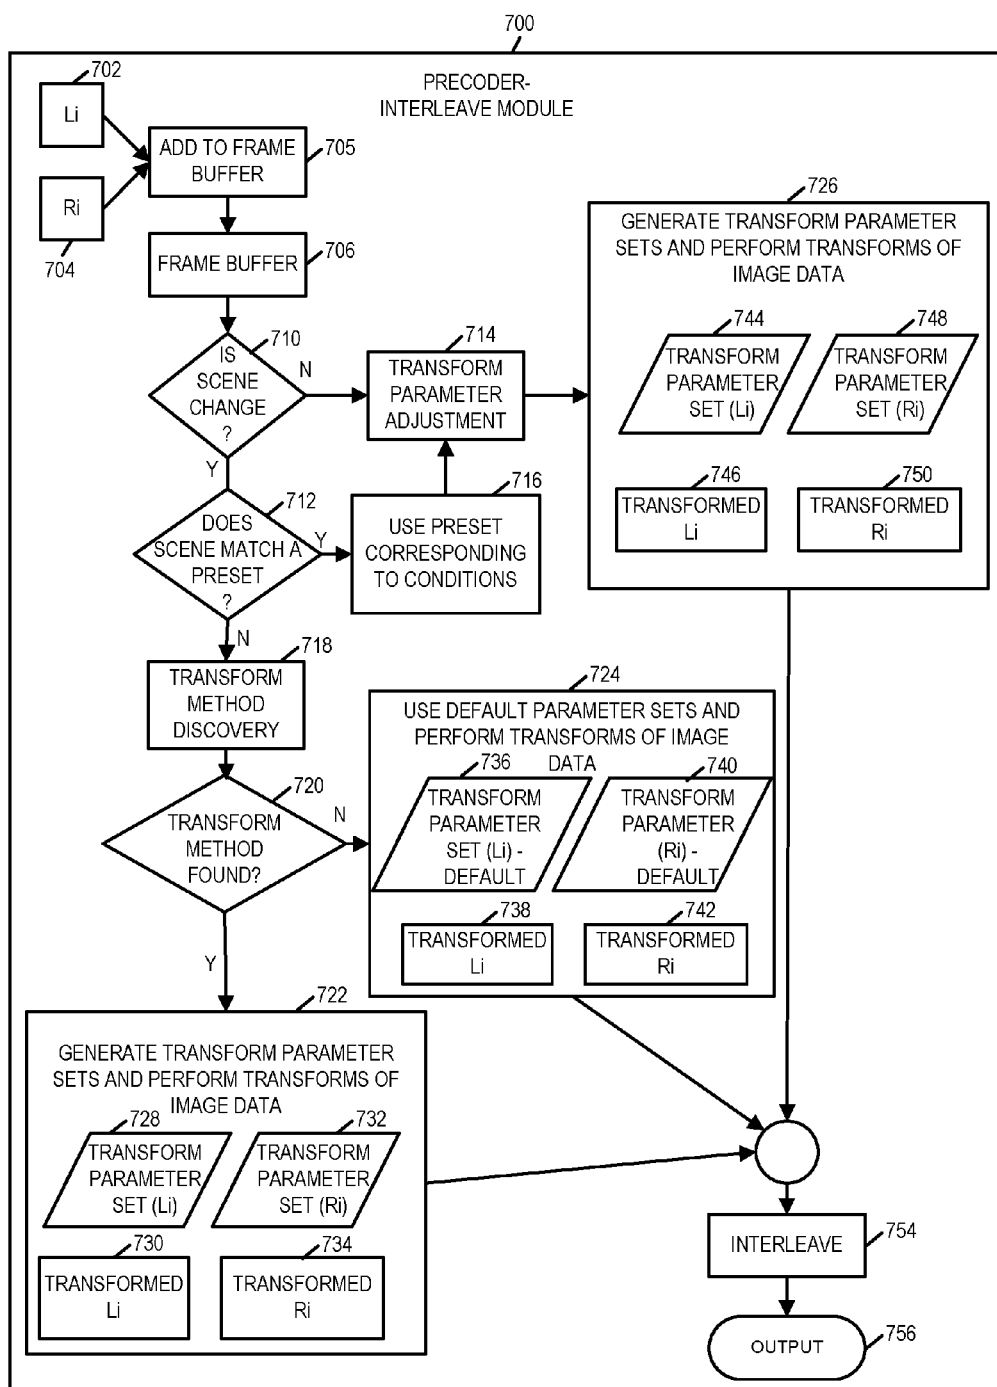 700
PRECODER-
INTERLEAVE MODULE
702
Li
Ri
704
ADD TO FRAME
BUFFER
705
FRAME BUFFER
706
710
IS
SCENE
CHANGE
?
N
Y
714
TRANSFORM
PARAMETER
ADJUSTMENT
712
DOES
SCENE MATCH A
PRESET
?
Y
N
716
USE PRESET
CORRESPONDING
TO CONDITIONS
726
GENERATE TRANSFORM PARAMETER
SETS AND PERFORM TRANSFORMS OF
IMAGE DATA
744
TRANSFORM
PARAMETER
SET (Li)
748
TRANSFORM
PARAMETER
SET (Ri)
746
TRANSFORMED
Li
750
TRANSFORMED
Ri
718
TRANSFORM
METHOD
DISCOVERY
720
TRANSFORM
METHOD
FOUND?
N
Y
724
USE DEFAULT PARAMETER SETS AND
PERFORM TRANSFORMS OF IMAGE
DATA
736
TRANSFORM
PARAMETER
SET (Li) -
DEFAULT
740
TRANSFORM
PARAMETER
(Ri) -
DEFAULT
738
TRANSFORMED
Li
742
TRANSFORMED
Ri
722
GENERATE TRANSFORM PARAMETER
SETS AND PERFORM TRANSFORMS OF
IMAGE DATA
728
TRANSFORM
PARAMETER
SET (Li)
732
TRANSFORM
PARAMETER
SET (Ri)
730
TRANSFORMED
Li
734
TRANSFORMED
Ri
INTERLEAVE
754
OUTPUT
756